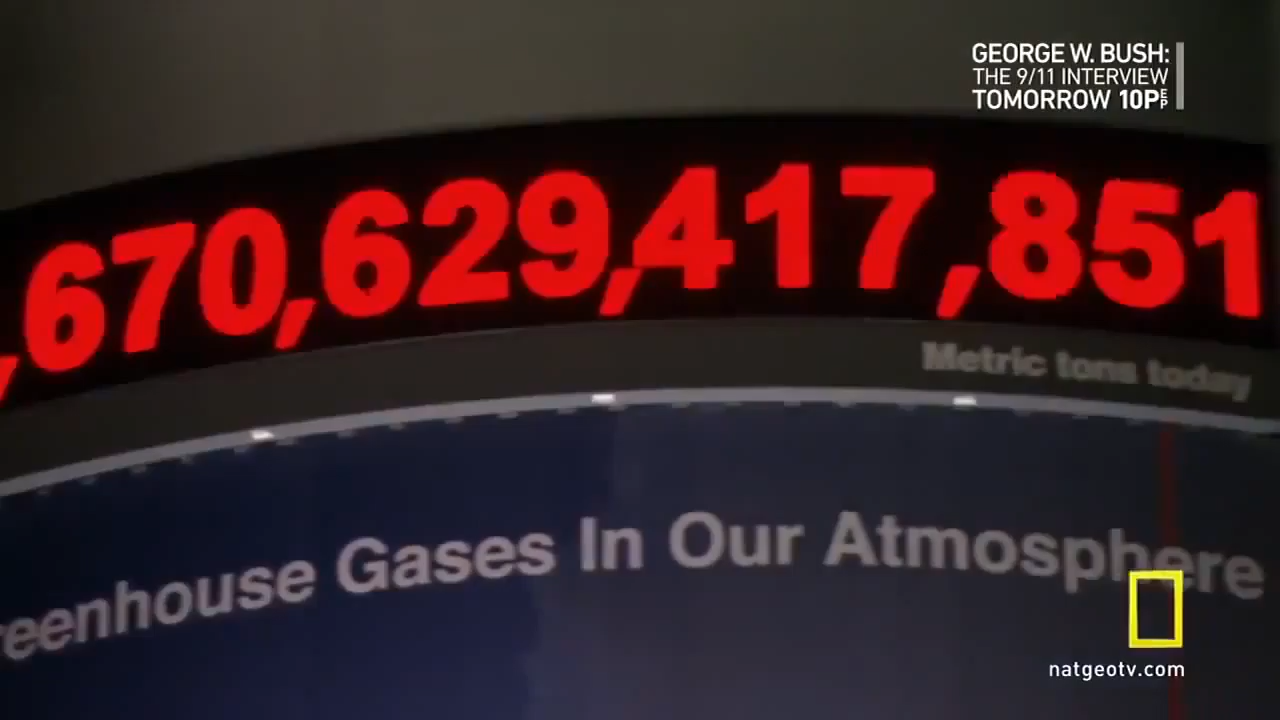 GEORGE W. BUSH:
THE 9/11 INTERVIEW
TOMORROW 10P E P
,670,629,417,851
Metric tons today
reenhouse Gases In Our Atmosphere
natgeotv.com